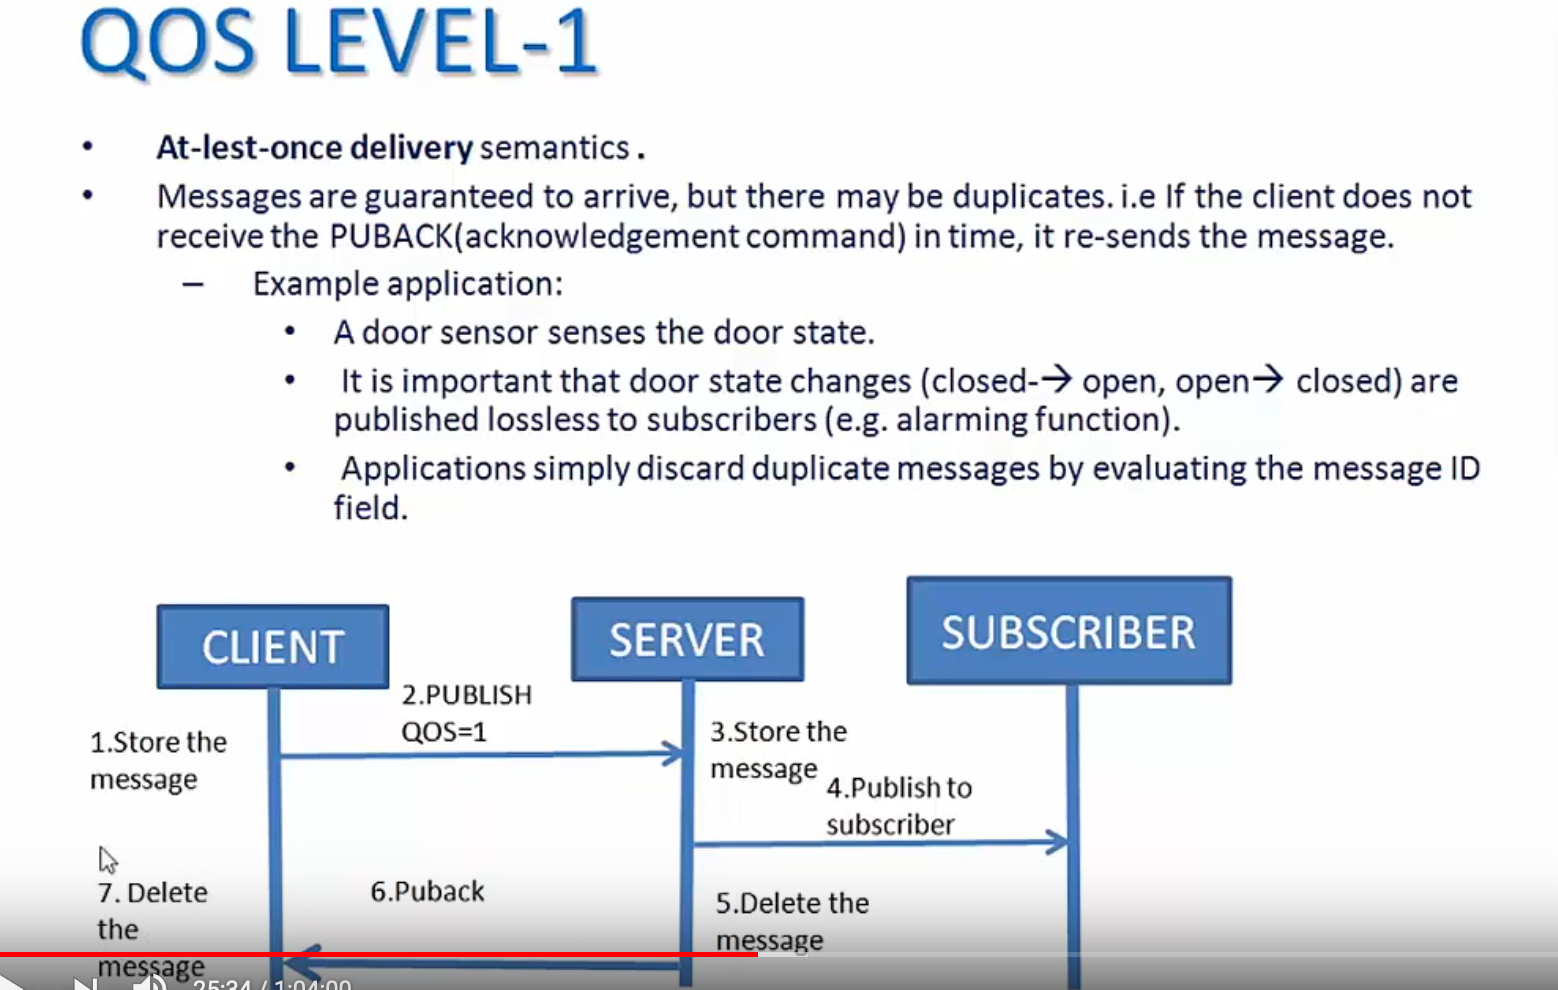 QOS LEVEL-1
• At-lest-once delivery semantics .
• Messages are guaranteed to arrive, but there may be duplicates. i.e If the client does not
receive the PUBACK(acknowledgement command) in time, it re-sends the message.
– Example application:
• A door sensor senses the door state.
• It is important that door state changes (closed-→ open, open→ closed) are
published lossless to subscribers (e.g. alarming function).
• Applications simply discard duplicate messages by evaluating the message ID
field.
CLIENT
SERVER
SUBSCRIBER
1.Store the
message
2.PUBLISH
QOS=1
3.Store the
message
4.Publish to
subscriber
5.Delete the
message
6.Puback
7. Delete
the
message
25:34 / 1:04:00